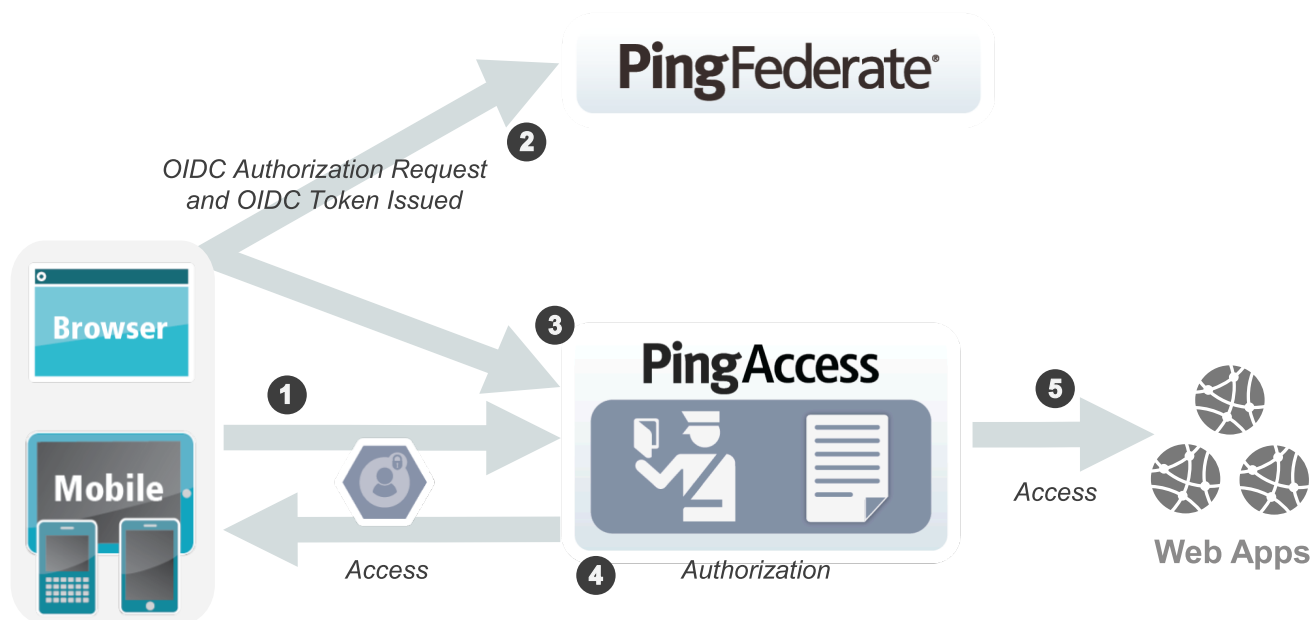 PingFederate®
2
OIDC Authorization Request
and OIDC Token Issued
Browser
3
PingAccess
1
5
Mobile
Access
Web Apps
Access
4
Authorization